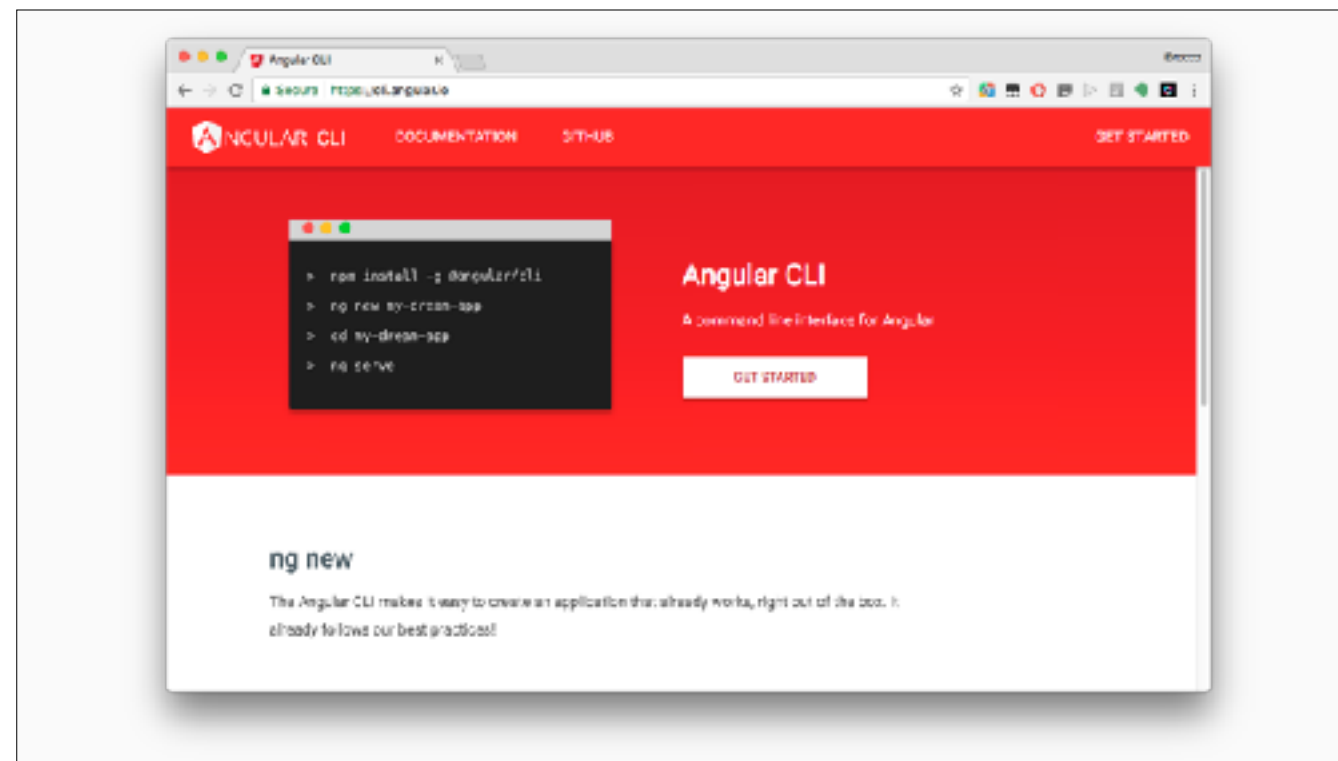 Angular CLI
Secure https://cli.angular.io
ANGULAR CLI DOCUMENTATION GITHUB GET STARTED
> npm install -g @angular/cli
> ng new my-dream-app
> cd my-dream-app
> ng serve
Angular CLI
A command line interface for Angular
GET STARTED
ng new
The Angular CLI makes it easy to create an application that already works, right out of the box. It
already follows our best practices!